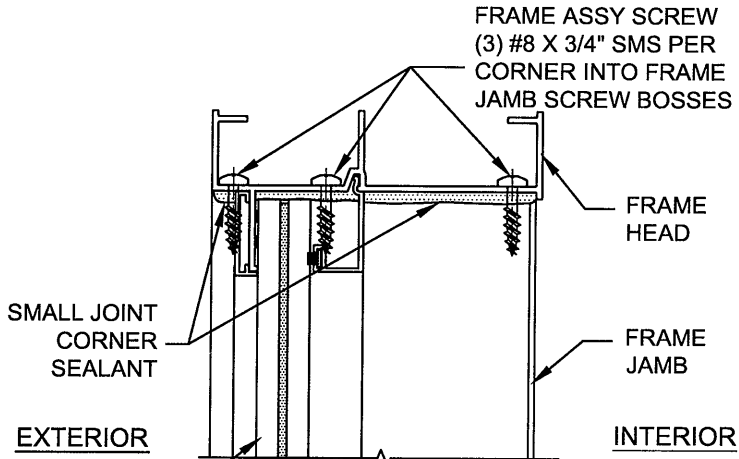 FRAME ASSY SCREW
(3) #8 X 3/4" SMS PER
CORNER INTO FRAME
JAMB SCREW BOSSES
FRAME
HEAD
SMALL JOINT
CORNER
SEALANT
FRAME
JAMB
EXTERIOR
INTERIOR